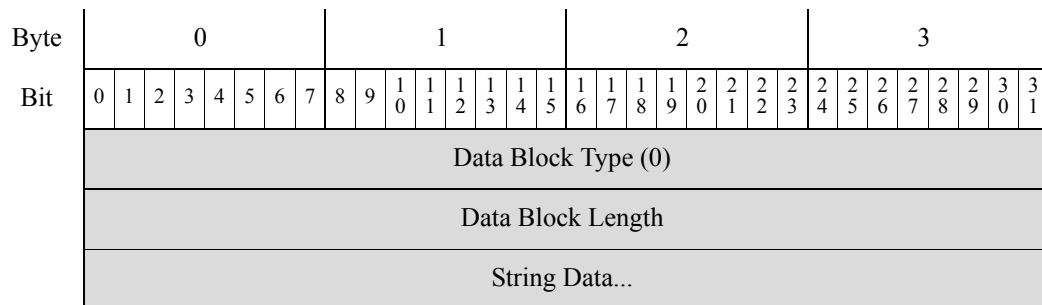 Byte 0 1 2 3
Bit 0 1 2 3 4 5 6 7 8 9 10 11 12 13 14 15 16 17 18 19 20 21 22 23 24 25 26 27 28 29 30 31
Data Block Type (0)
Data Block Length
String Data...